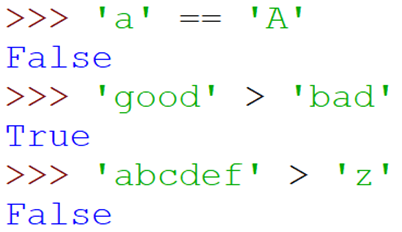 >>> 'a' == 'A'
False
>>> 'good' > 'bad'
True
>>> 'abcdef' > 'z'
False